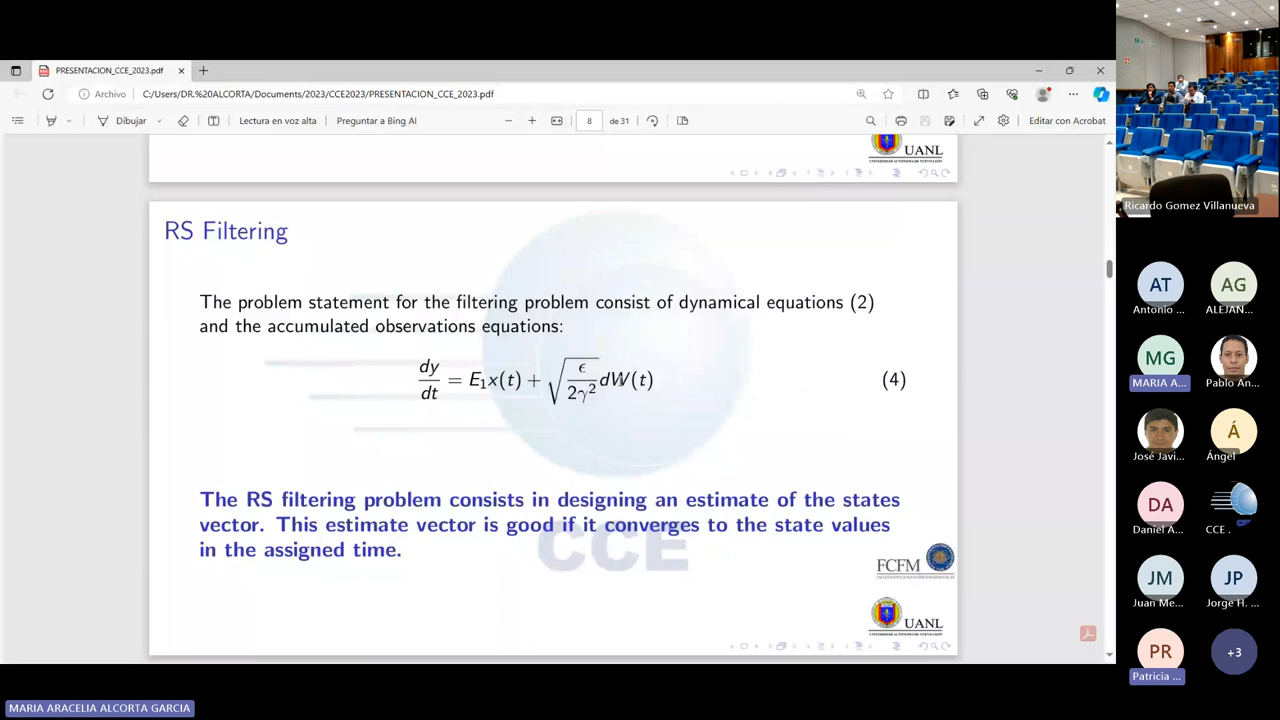 PRESENTACION_CCE_2023.pdf
Archivo C:/Users/DR.%20ALCORTA/Documents/2023/CCE2023/PRESENTACION_CCE_2023.pdf
Dibujar Lectura en voz alta Preguntar a Bing AI 8 de 31 Editar con Acrobat
UANL
RS Filtering
The problem statement for the filtering problem consist of dynamical equations (2)
and the accumulated observations equations:
dy/dt = E₁x(t) + √(ϵ/2γ²) dW(t) (4)
The RS filtering problem consists in designing an estimate of the states
vector. This estimate vector is good if it converges to the state values
in the assigned time.
CCE
FCFM
UANL
Ricardo Gomez Villanueva
AT
Antonio ...
AG
ALEJAN...
MG
MARIA A...
Pablo An...
José Javi...
Á
Ángel
DA
Daniel A...
CCE .
JM
Juan Me...
JP
Jorge H. ...
PR
Patricia ...
+3
MARIA ARACELIA ALCORTA GARCIA